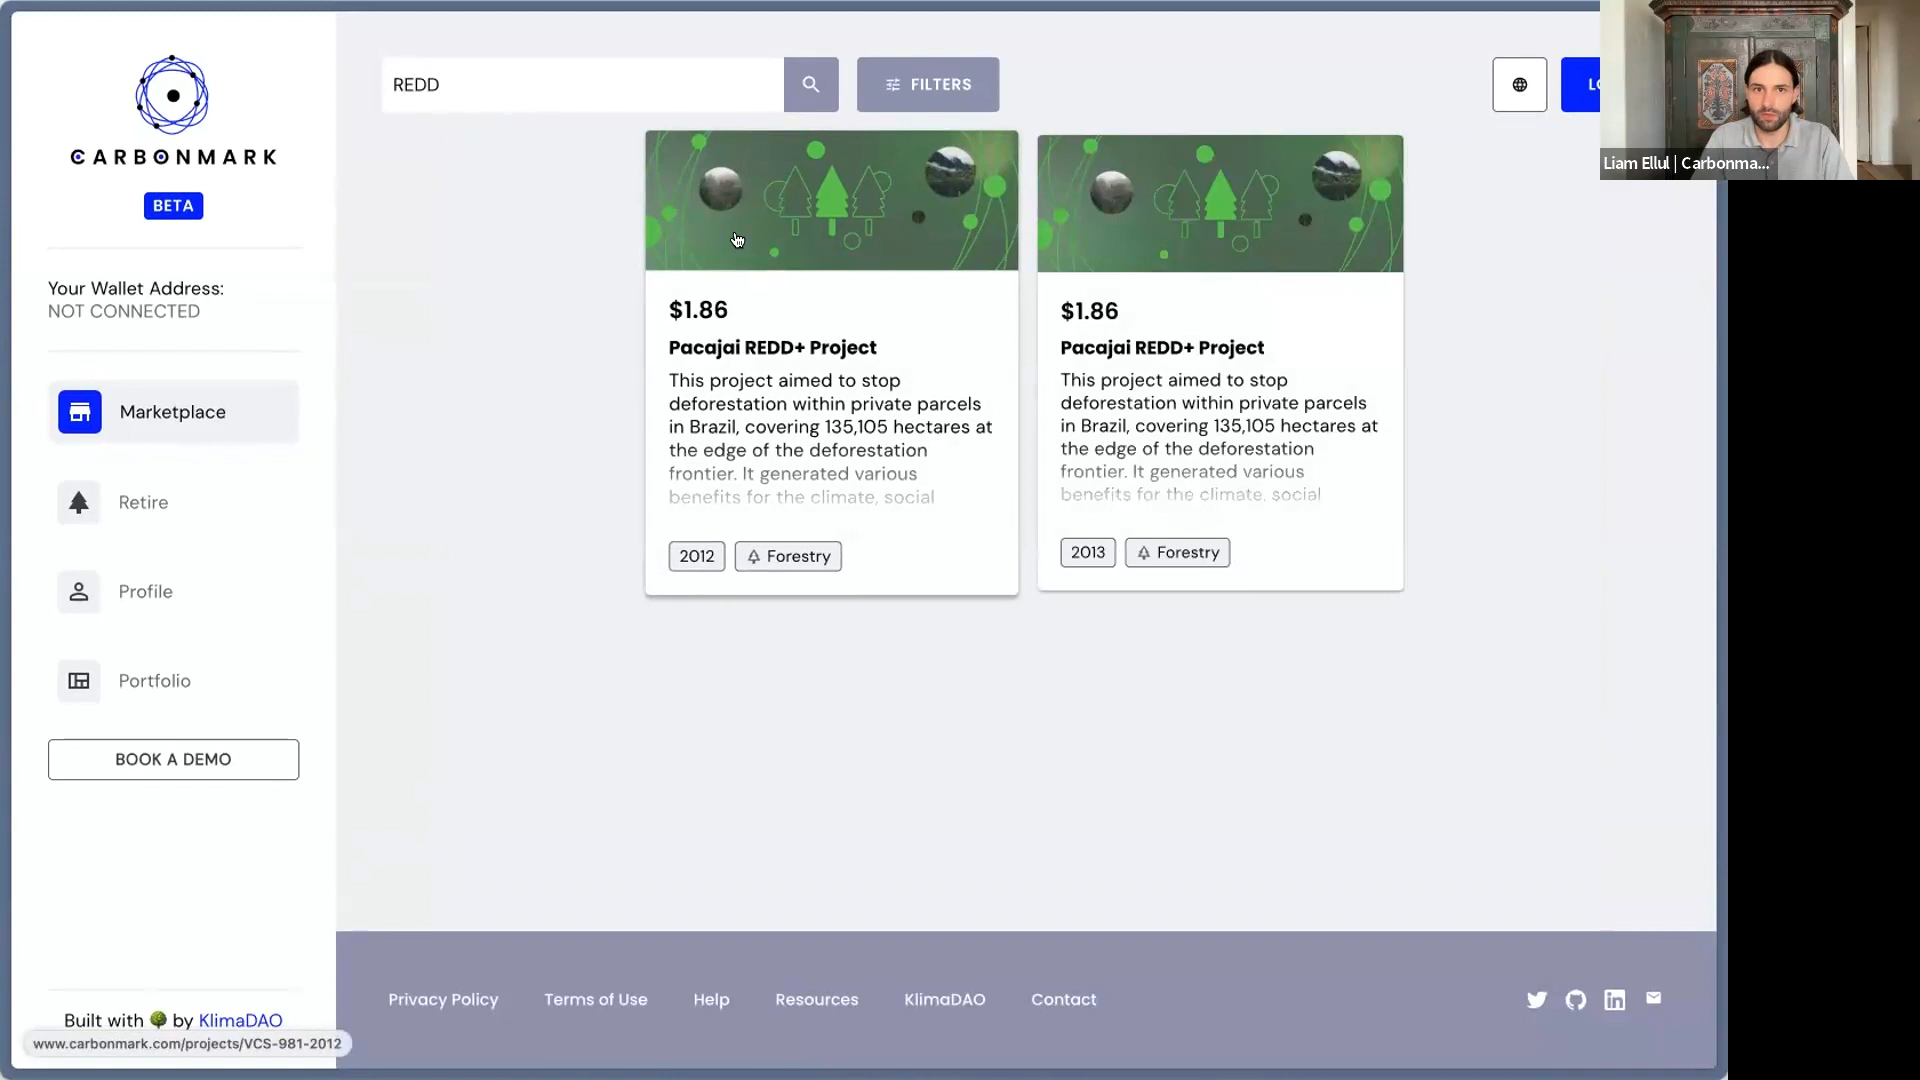 CARBONMARK
BETA
Your Wallet Address:
NOT CONNECTED
Marketplace
Retire
Profile
Portfolio
BOOK A DEMO
Built with by KlimaDAO
www.carbonmark.com/projects/VCS-981-2012
REDD
FILTERS
LO
Liam Ellul | Carbonma...
$1.86
Pacajai REDD+ Project
This project aimed to stop
deforestation within private parcels
in Brazil, covering 135,105 hectares at
the edge of the deforestation
frontier. It generated various
benefits for the climate, social
2012
Forestry
$1.86
Pacajai REDD+ Project
This project aimed to stop
deforestation within private parcels
in Brazil, covering 135,105 hectares at
the edge of the deforestation
frontier. It generated various
benefits for the climate, social
2013
Forestry
Privacy Policy
Terms of Use
Help
Resources
KlimaDAO
Contact